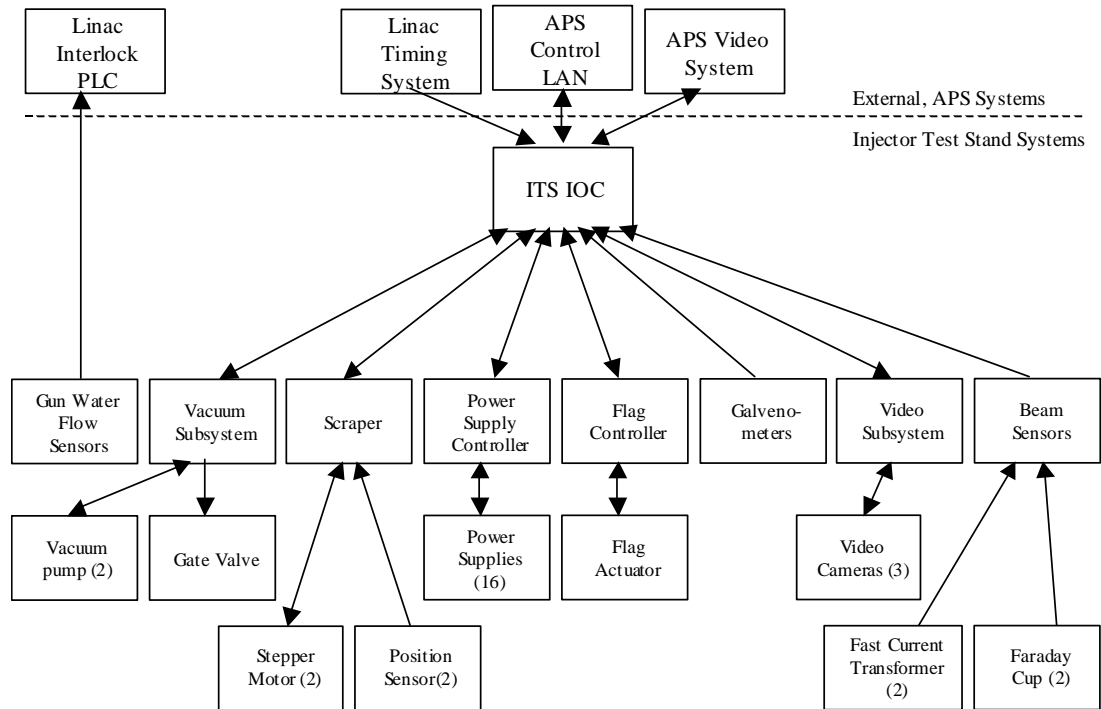 Linac
Interlock
PLC
Linac
Timing
System
APS
Control
LAN
APS Video
System
External, APS Systems
Injector Test Stand Systems
ITS IOC
Gun Water
Flow
Sensors
Vacuum
Subsystem
Scraper
Power
Supply
Controller
Flag
Controller
Galveno-
meters
Video
Subsystem
Beam
Sensors
Vacuum
pump (2)
Gate Valve
Power
Supplies
(16)
Flag
Actuator
Video
Cameras (3)
Stepper
Motor (2)
Position
Sensor(2)
Fast Current
Transformer
(2)
Faraday
Cup (2)